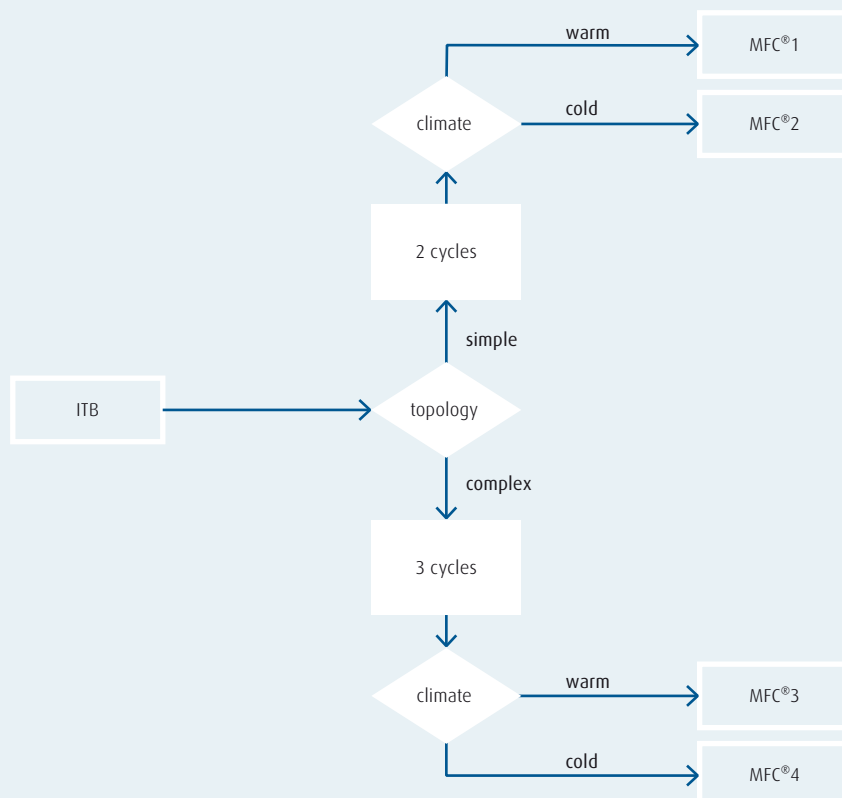 warm
MFC®1
climate
cold
MFC®2
2 cycles
simple
ITB
topology
complex
3 cycles
climate
warm
MFC®3
cold
MFC®4